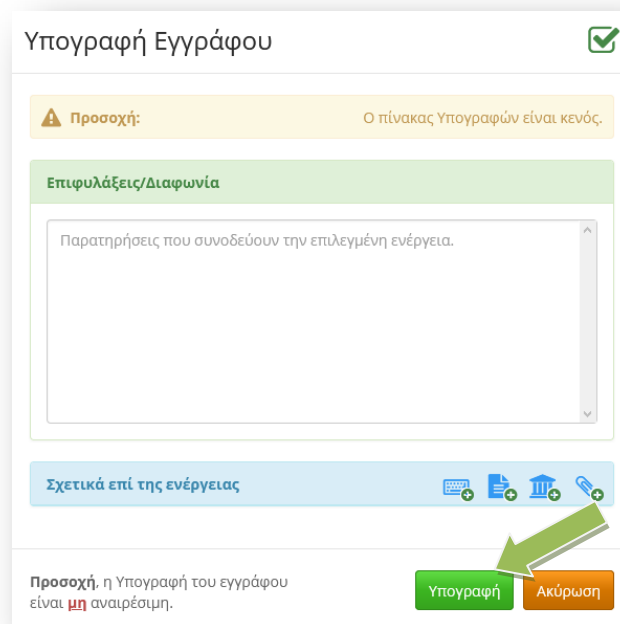 Υπογραφή Εγγράφου
Προσοχή: Ο πίνακας Υπογραφών είναι κενός.
Επιφυλάξεις/Διαφωνία
Παρατηρήσεις που συνοδεύουν την επιλεγμένη ενέργεια.
Σχετικά επί της ενέργειας
Προσοχή, η Υπογραφή του εγγράφου
είναι μη αναιρέσιμη.
Υπογραφή Ακύρωση